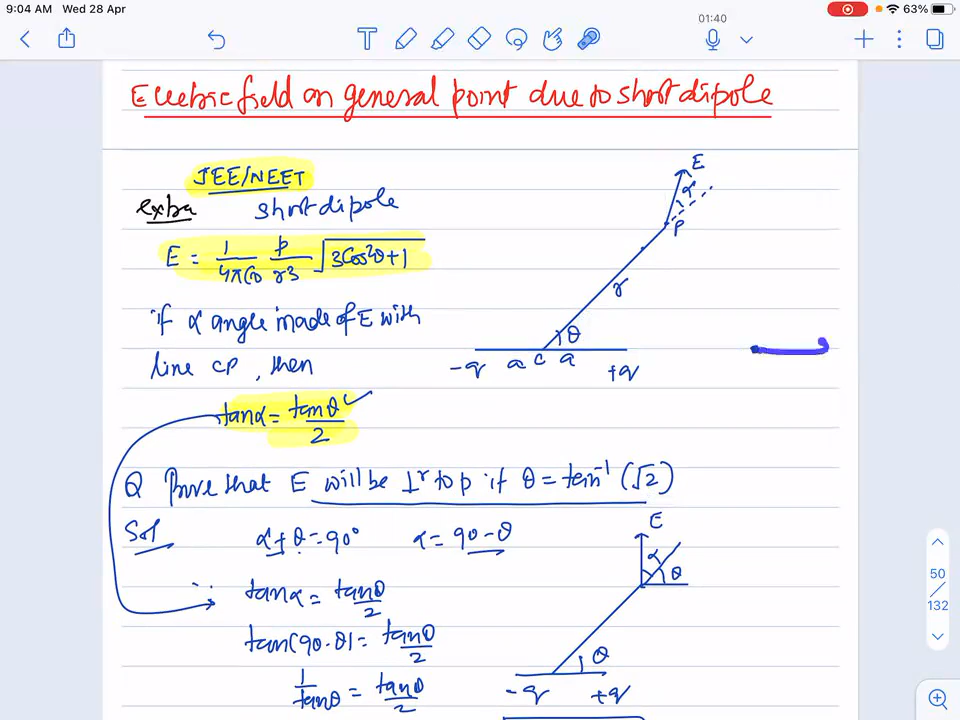 9:04 AM Wed 28 Apr
63%
01:40
T
Electric field on general point due to short dipole
JEE/NEET
extra short dipole
E = 1/4π∈0 p/r3 √3Cos²θ+1
if α angle made of E with
line CP, then
tanα = tanθ/2
E
α
P
r
θ
-q a C a +q
Q Prove that E will be ⊥r to p if θ = tan⁻¹ (√2)
Sol α + θ = 90° α = 90-θ
∵ tanα = tanθ/2
tan(90-θ) = tanθ/2
1/tanθ = tanθ/2
E
α
θ
θ
-q +q
50
/
132